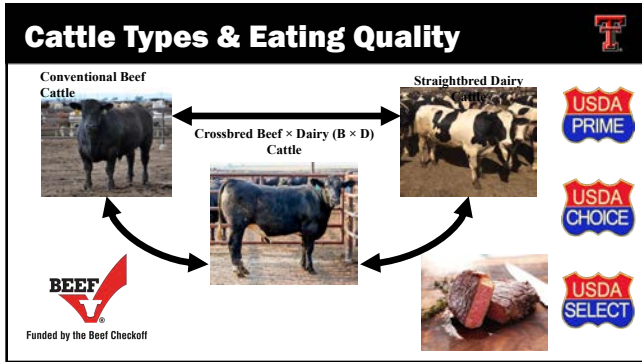 Cattle Types & Eating Quality
Conventional Beef
Cattle
Straightbred Dairy
Cattle
Crossbred Beef × Dairy (B × D)
Cattle
USDA
PRIME
USDA
CHOICE
USDA
SELECT
BEEF
®
Funded by the Beef Checkoff